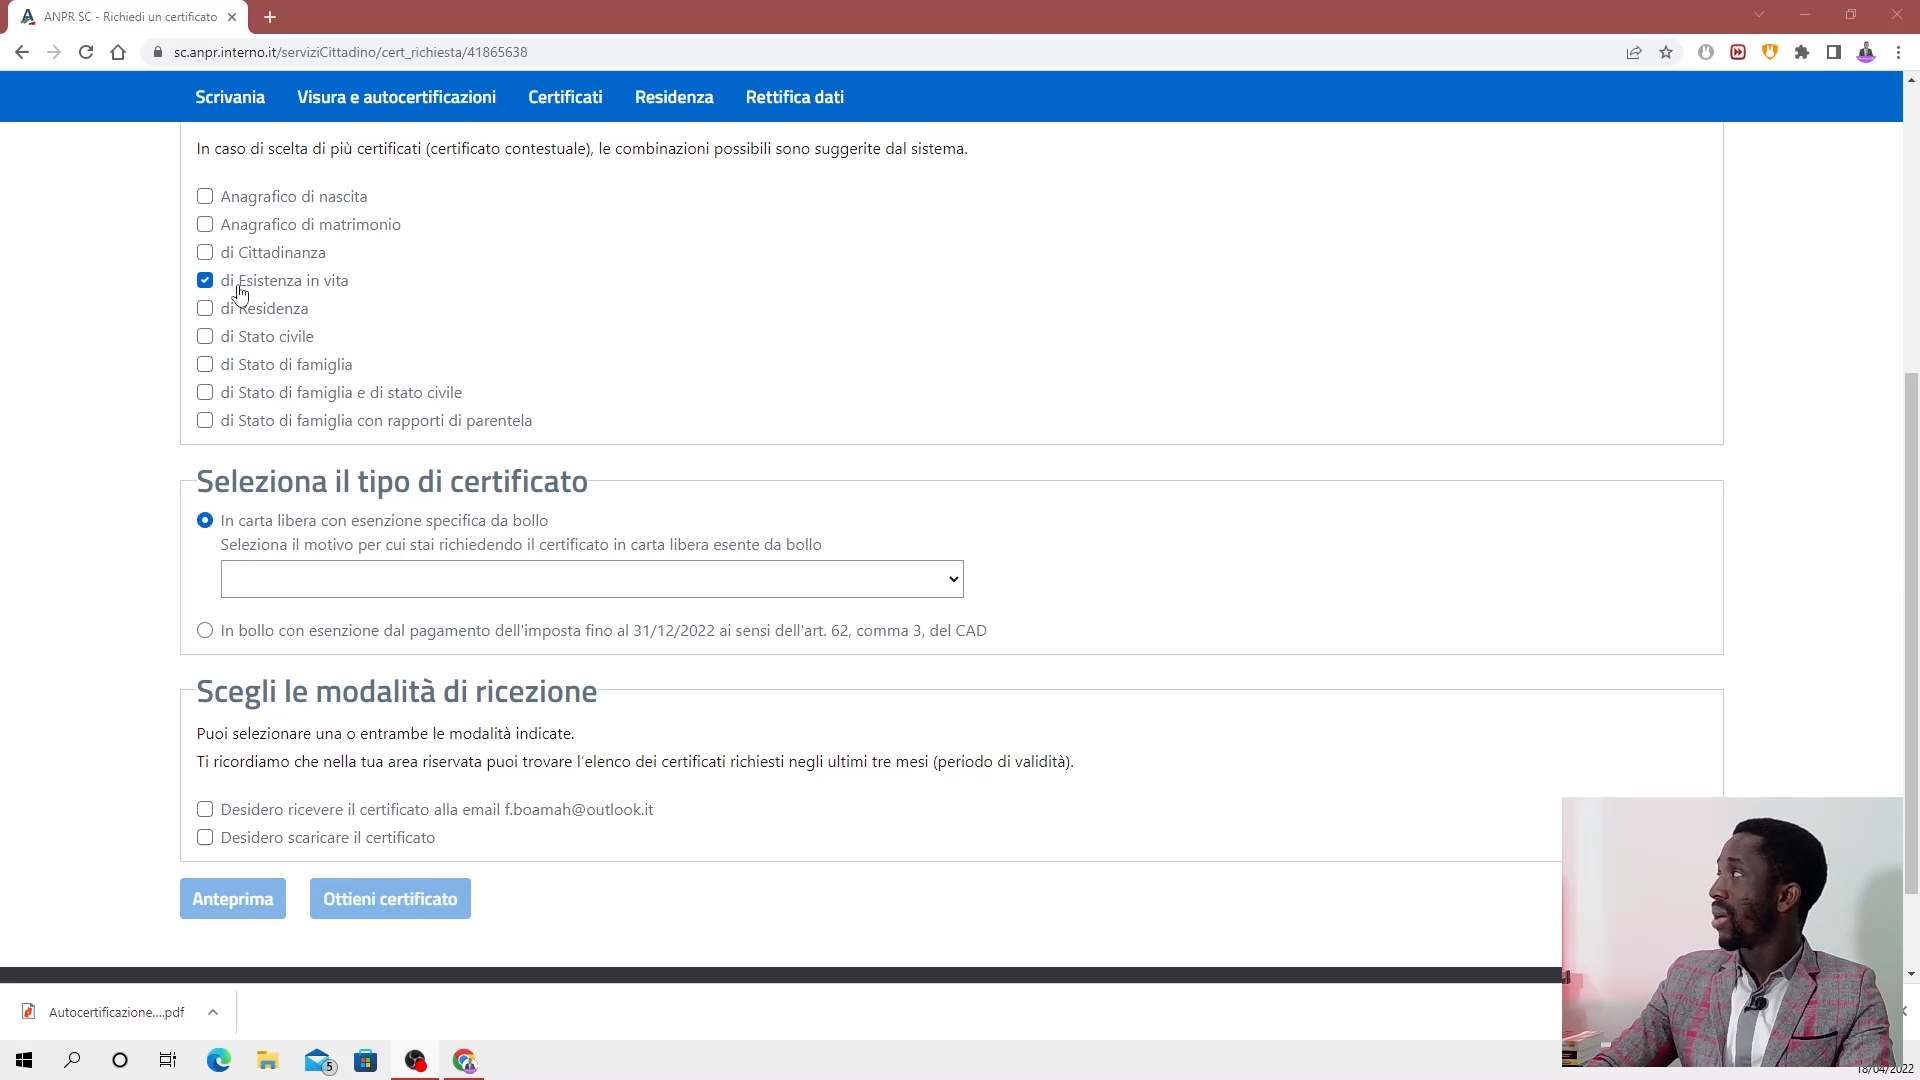 ANPR SC - Richiedi un certificato
sc.anpr.interno.it/serviziCittadino/cert_richiesta/41865638
Scrivania Visura e autocertificazioni Certificati Residenza Rettifica dati
In caso di scelta di più certificati (certificato contestuale), le combinazioni possibili sono suggerite dal sistema.
Anagrafico di nascita
Anagrafico di matrimonio
di Cittadinanza
di Esistenza in vita
di Residenza
di Stato civile
di Stato di famiglia
di Stato di famiglia e di stato civile
di Stato di famiglia con rapporti di parentela
Seleziona il tipo di certificato
In carta libera con esenzione specifica da bollo
Seleziona il motivo per cui stai richiedendo il certificato in carta libera esente da bollo
In bollo con esenzione dal pagamento dell'imposta fino al 31/12/2022 ai sensi dell'art. 62, comma 3, del CAD
Scegli le modalità di ricezione
Puoi selezionare una o entrambe le modalità indicate.
Ti ricordiamo che nella tua area riservata puoi trovare l'elenco dei certificati richiesti negli ultimi tre mesi (periodo di validità).
Desidero ricevere il certificato alla email f.boamah@outlook.it
Desidero scaricare il certificato
Anteprima Ottieni certificato
Autocertificazione....pdf
5
18/04/2022